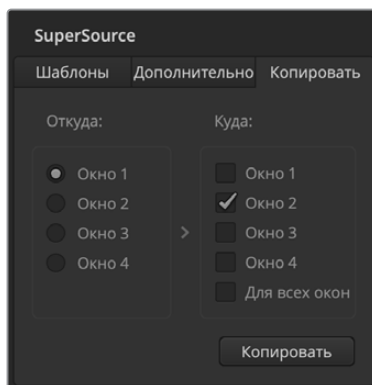 SuperSource
Шаблоны Дополнительно Копировать
Откуда: Куда:
Окно 1
Окно 2
Окно 3
Окно 4
>
Окно 1
Окно 2
Окно 3
Окно 4
Для всех окон
Копировать